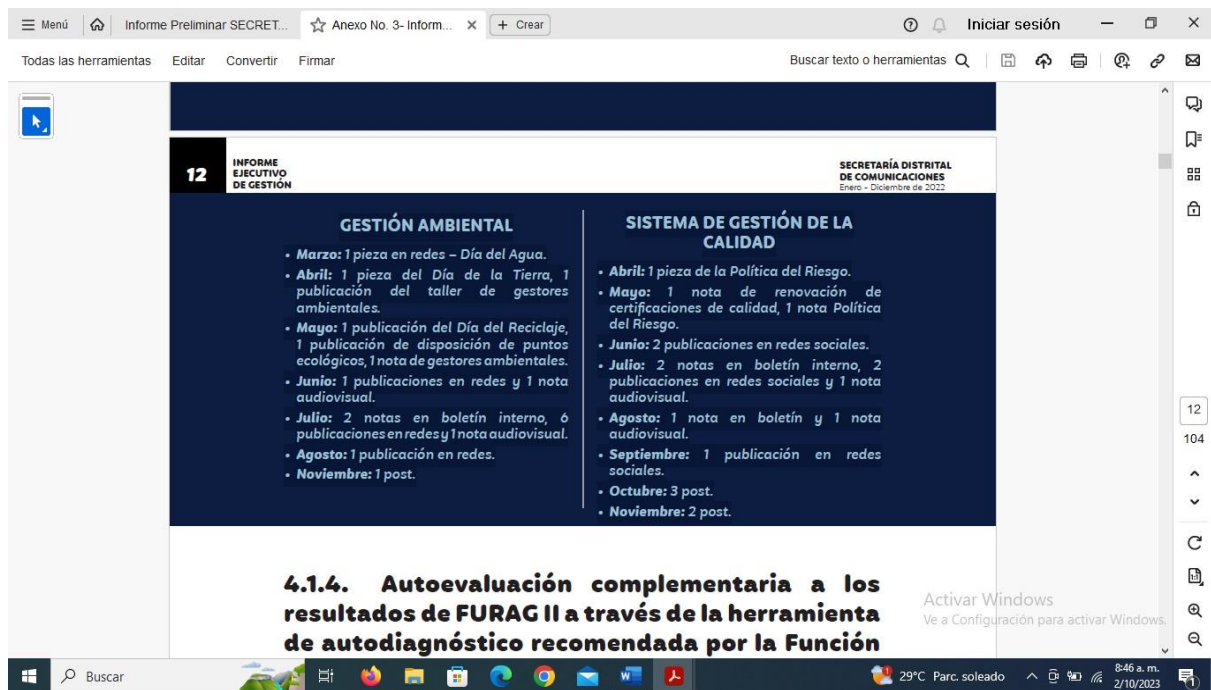 Menú
Informe Preliminar SECRET...
Anexo No. 3- Inform...
+ Crear
Iniciar sesión
Todas las herramientas
Editar
Convertir
Firmar
Buscar texto o herramientas
12
INFORME
EJECUTIVO
DE GESTIÓN
SECRETARÍA DISTRITAL
DE COMUNICACIONES
Enero - Diciembre de 2022
GESTIÓN AMBIENTAL
• Marzo: 1 pieza en redes – Día del Agua.
• Abril: 1 pieza del Día de la Tierra, 1
publicación del taller de gestores
ambientales.
• Mayo: 1 publicación del Día del Reciclaje,
1 publicación de disposición de puntos
ecológicos, 1 nota de gestores ambientales.
• Junio: 1 publicaciones en redes y 1 nota
audiovisual.
• Julio: 2 notas en boletín interno, 6
publicaciones en redes y 1 nota audiovisual.
• Agosto: 1 publicación en redes.
• Noviembre: 1 post.
SISTEMA DE GESTIÓN DE LA
CALIDAD
• Abril: 1 pieza de la Política del Riesgo.
• Mayo: 1 nota de renovación de
certificaciones de calidad, 1 nota Política
del Riesgo.
• Junio: 2 publicaciones en redes sociales.
• Julio: 2 notas en boletín interno, 2
publicaciones en redes sociales y 1 nota
audiovisual.
• Agosto: 1 nota en boletín y 1 nota
audiovisual.
• Septiembre: 1 publicación en redes
sociales.
• Octubre: 3 post.
• Noviembre: 2 post.
4.1.4. Autoevaluación complementaria a los
resultados de FURAG II a través de la herramienta
de autodiagnóstico recomendada por la Función
12
104
Activar Windows
Ve a Configuración para activar Windows.
Buscar
29°C Parc. soleado
8:46 a. m.
2/10/2023